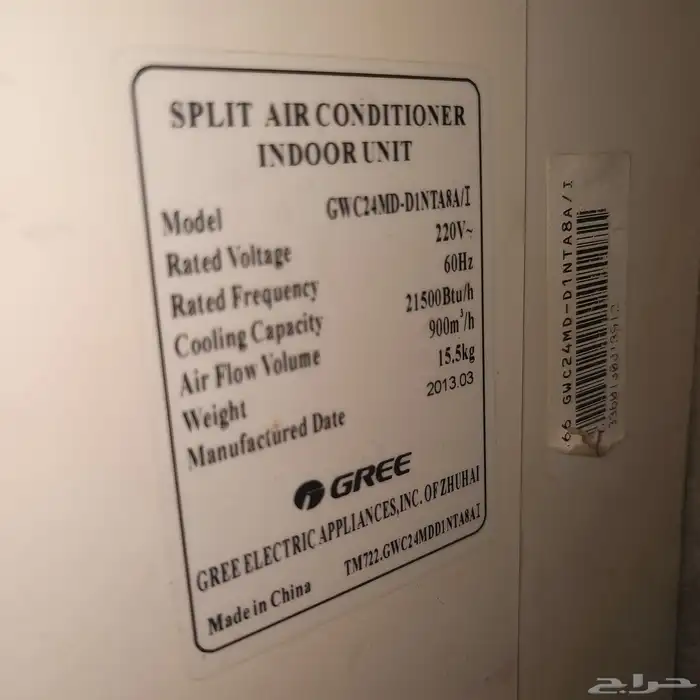 SPLIT AIR CONDITIONER
INDOOR UNIT
Model GWC24MD-D1NTA8A/I
Rated Voltage 220V~
Rated Frequency 60Hz
Cooling Capacity 21500Btu/h
Air Flow Volume 900m³/h
Weight 15.5kg
Manufactured Date 2013.03
GREE
GREE ELECTRIC APPLIANCES,INC. OF ZHUHAI
TM722.GWC24MDD1NTA8AI
Made in China
66 GWC24MD-D1NTA8A/I
حراج